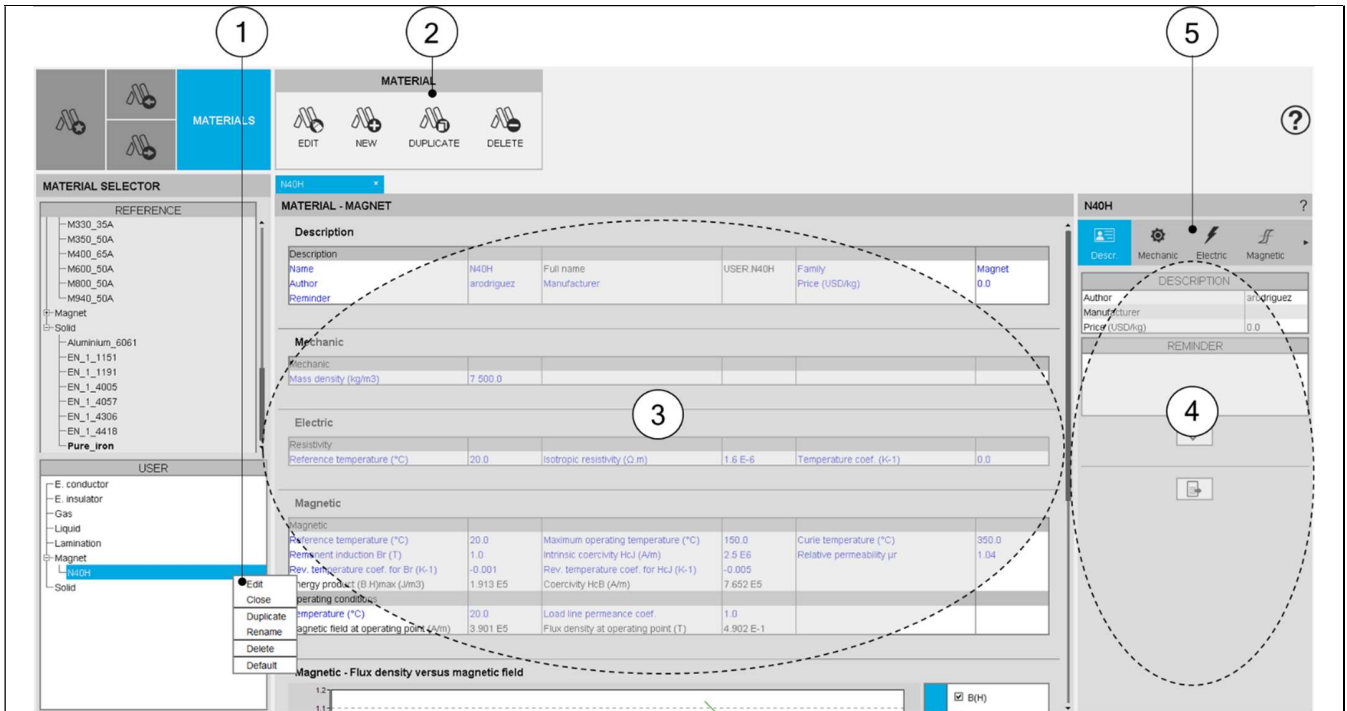 1
2
5
MATERIAL
MATERIALS
EDIT NEW DUPLICATE DELETE
?
MATERIAL SELECTOR
REFERENCE
M330_35A
M350_50A
M400_65A
M600_50A
M800_50A
M940_50A
Magnet
Solid
Aluminium_6061
EN_1_1151
EN_1_1191
EN_1_4005
EN_1_4057
EN_1_4306
EN_1_4418
Pure_iron
USER
E. conductor
E. insulator
Gas
Liquid
Lamination
Magnet
N40H
Solid
Edit
Close
Duplicate
Rename
Delete
Default
N40H ×
MATERIAL - MAGNET
Description
Description
Name N40H Full name USER.N40H Family Magnet
Author arodriguez Manufacturer Price (USD/kg) 0.0
Reminder
Mechanic
Mechanic
Mass density (kg/m3) 7 500.0
3
Electric
Resistivity
Reference temperature (°C) 20.0 Isotropic resistivity (Ω.m) 1.6 E-6 Temperature coef. (K-1) 0.0
Magnetic
Magnetic
Reference temperature (°C) 20.0 Maximum operating temperature (°C) 150.0 Curie temperature (°C) 350.0
Remanent induction Br (T) 1.0 Intrinsic coercivity HcJ (A/m) 2.5 E6 Relative permeability μr 1.04
Rev. temperature coef. for Br (K-1) -0.001 Rev. temperature coef. for HcJ (K-1) -0.005
Energy product (B.H)max (J/m3) 1.913 E5 Coercivity HcB (A/m) 7.652 E5
Operating conditions
Temperature (°C) 20.0 Load line permeance coef. 1.0
Magnetic field at operating point (A/m) 3.901 E5 Flux density at operating point (T) 4.902 E-1
Magnetic - Flux density versus magnetic field
1.2
1.1
B(H)
N40H ?
Descr. Mechanic Electric Magnetic
DESCRIPTION
Author arodriguez
Manufacturer
Price (USD/kg) 0.0
REMINDER
4